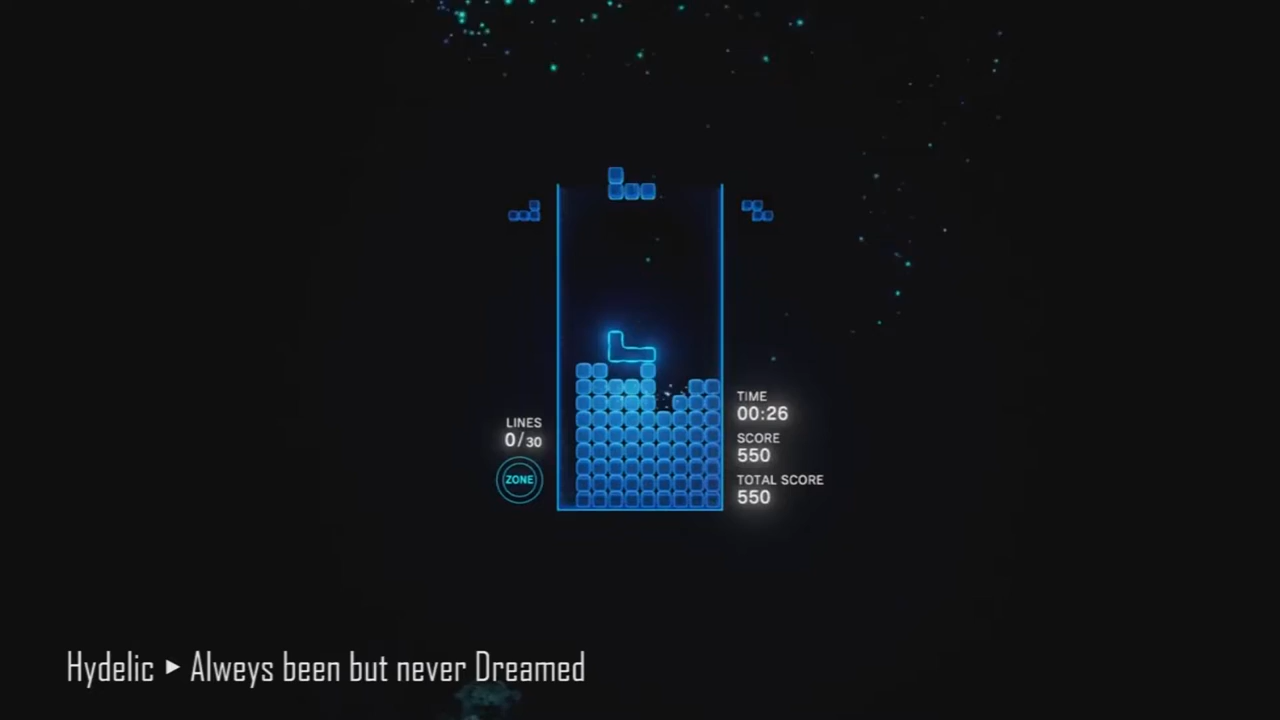 LINES
0/30
ZONE
TIME
00:26
SCORE
550
TOTAL SCORE
550
Hydelic ▶ Alweys been but never Dreamed